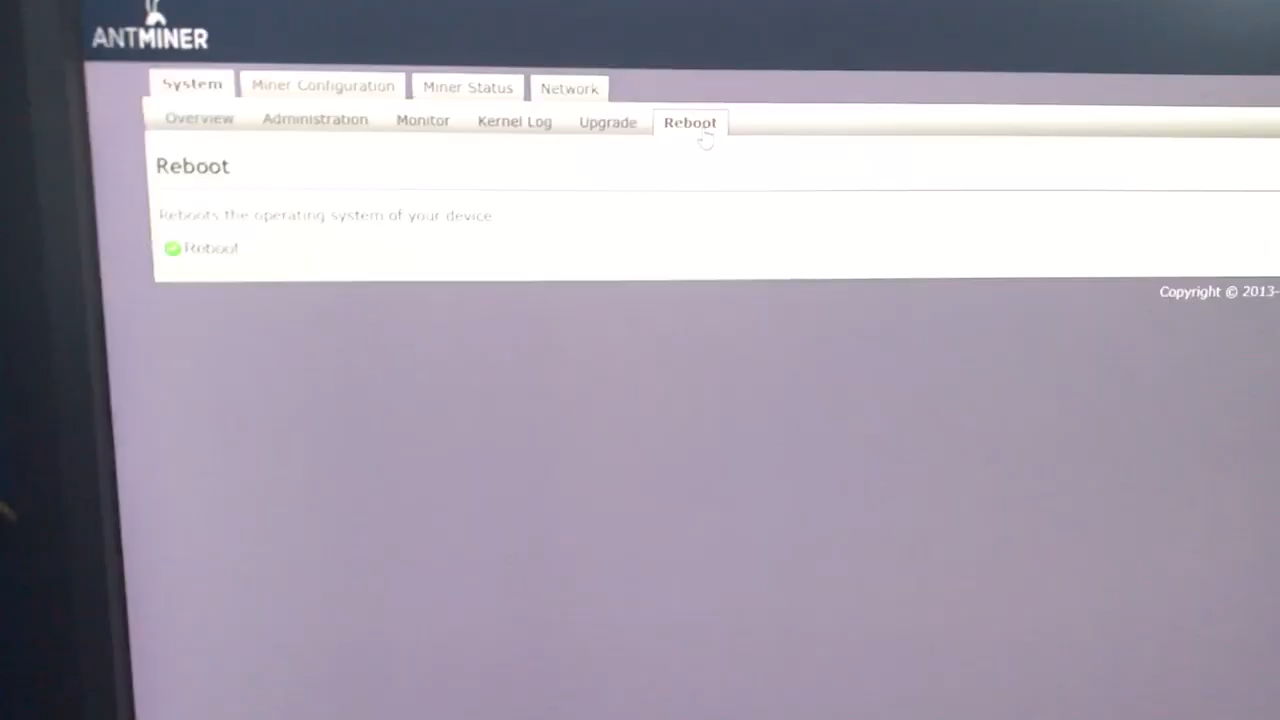 ANTMINER
System Miner Configuration Miner Status Network
Overview Administration Monitor Kernel Log Upgrade Reboot
Reboot
Reboots the operating system of your device
Reboot
Copyright © 2013-